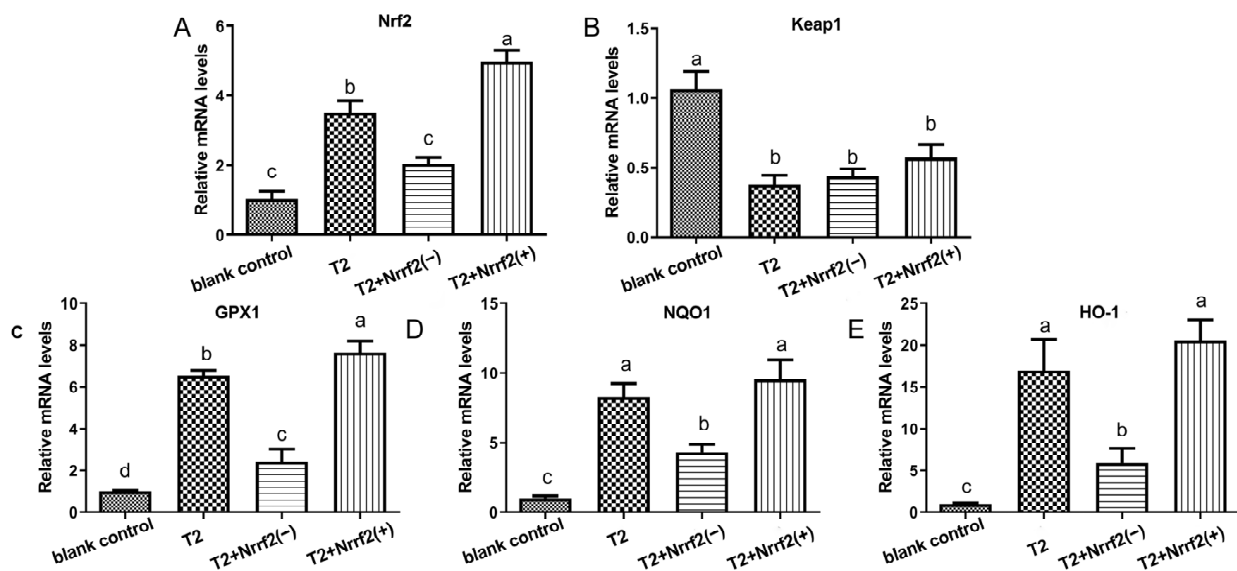 A
Nrf2
Relative mRNA levels
6
4
2
0
c
b
c
a
blank control
T2
T2+Nrrf2(−)
T2+Nrrf2(+)
B
Keap1
Relative mRNA levels
1.5
1.0
0.5
0.0
a
b
b
b
blank control
T2
T2+Nrrf2(−)
T2+Nrrf2(+)
c
GPX1
Relative mRNA levels
10
8
6
4
2
0
d
b
c
a
blank control
T2
T2+Nrrf2(−)
T2+Nrrf2(+)
D
NQO1
Relative mRNA levels
15
10
5
0
c
a
b
a
blank control
T2
T2+Nrrf2(−)
T2+Nrrf2(+)
E
HO-1
Relative mRNA levels
25
20
15
10
5
0
c
a
b
a
blank control
T2
T2+Nrrf2(−)
T2+Nrrf2(+)